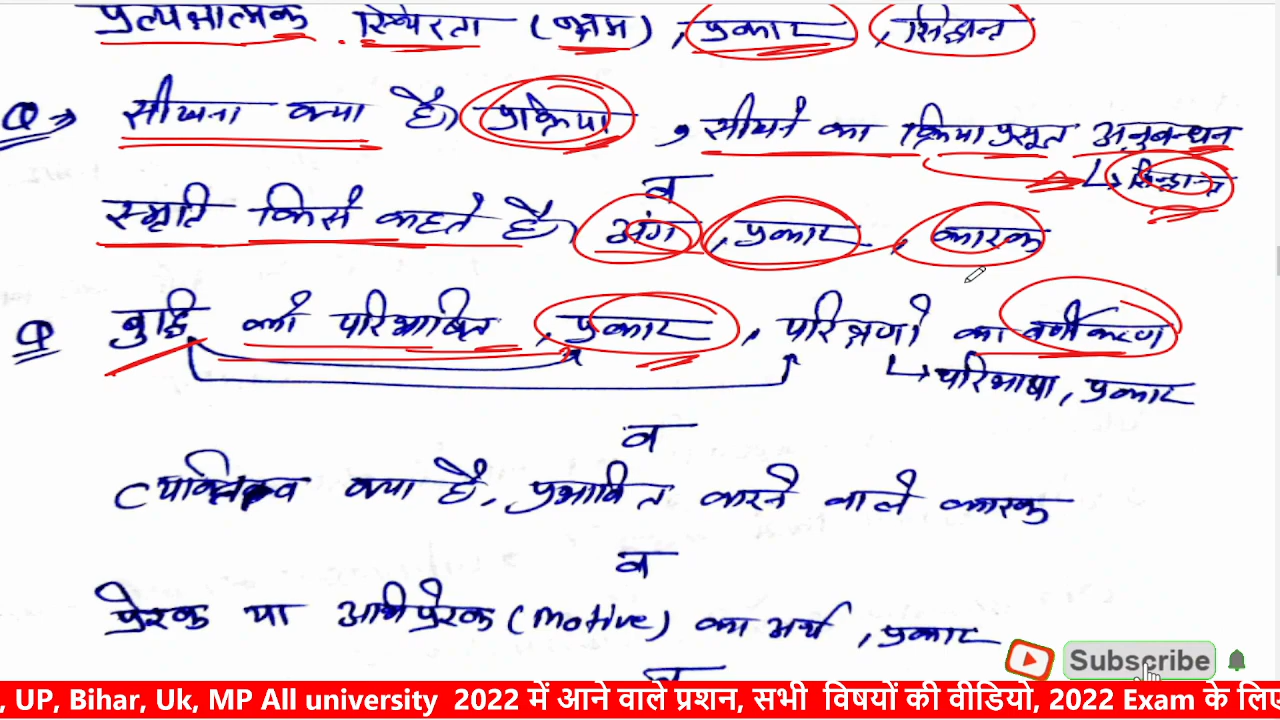 प्रत्यक्षात्मक स्थिरता (भ्रम), प्रकार, सिद्धान्त
Q⇒ सीखना क्या है, प्रक्रिया, सीखने का क्रियाप्रसूत अनुबन्धन
व ↳ सिद्धान्त
स्मृति किसे कहते है, अंग, प्रकार, कारक
Q बुद्धि को परिभाषित, प्रकार, परिक्षणों का वर्गीकरण
↳ परिभाषा, प्रकार
व
व्यक्तित्व क्या है, प्रभावित करने वाले कारक
व
प्रेरक या अभिप्रेरक (motive) का अर्थ, प्रकार
व
Subscribe
, UP, Bihar, Uk, MP All university 2022 में आने वाले प्रशन, सभी विषयों की वीडियो, 2022 Exam के लिए